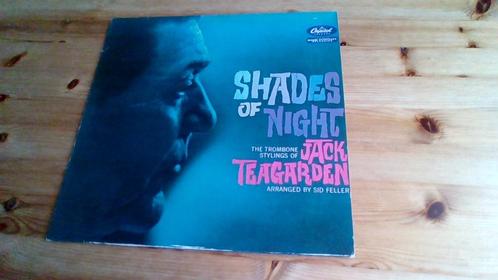 Capitol
SHADES
OF NIGHT
THE TROMBONE
STYLINGS OF JACK
TEAGARDEN
ARRANGED BY SID FELLER